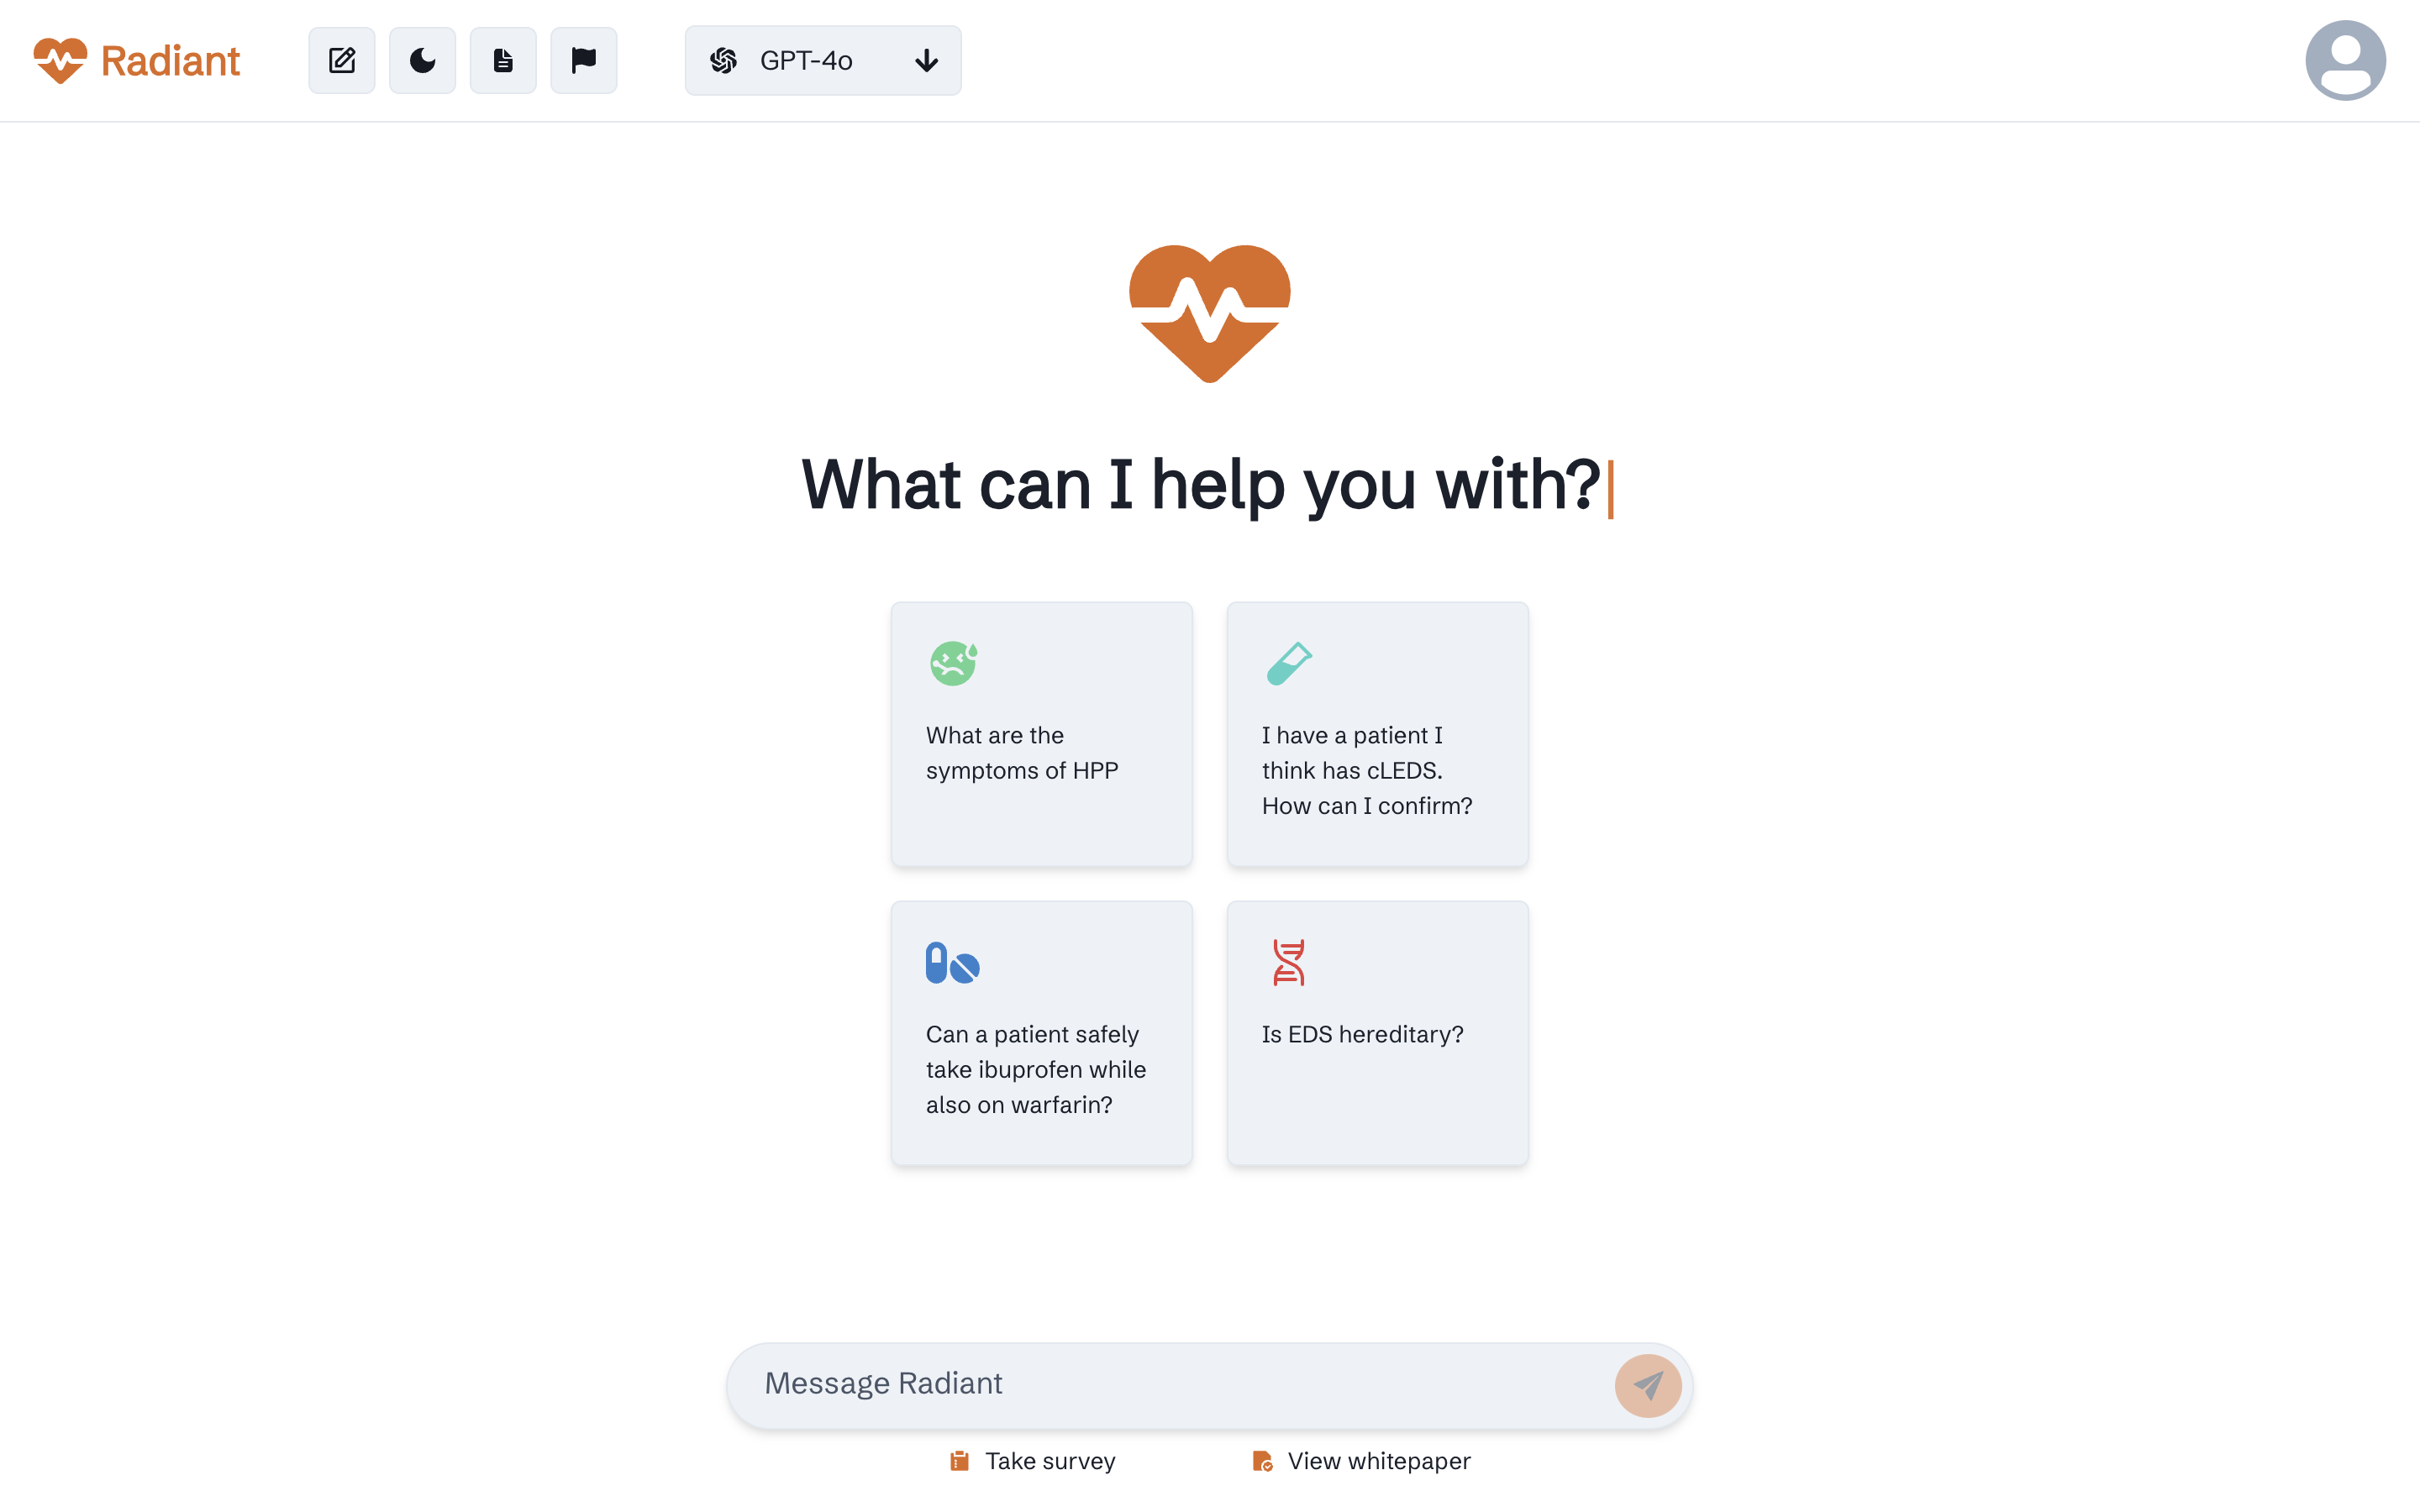 Radiant
GPT-4o
What can I help you with?
What are the
symptoms of HPP
I have a patient I
think has cLEDS.
How can I confirm?
Can a patient safely
take ibuprofen while
also on warfarin?
Is EDS hereditary?
Message Radiant
Take survey
View whitepaper